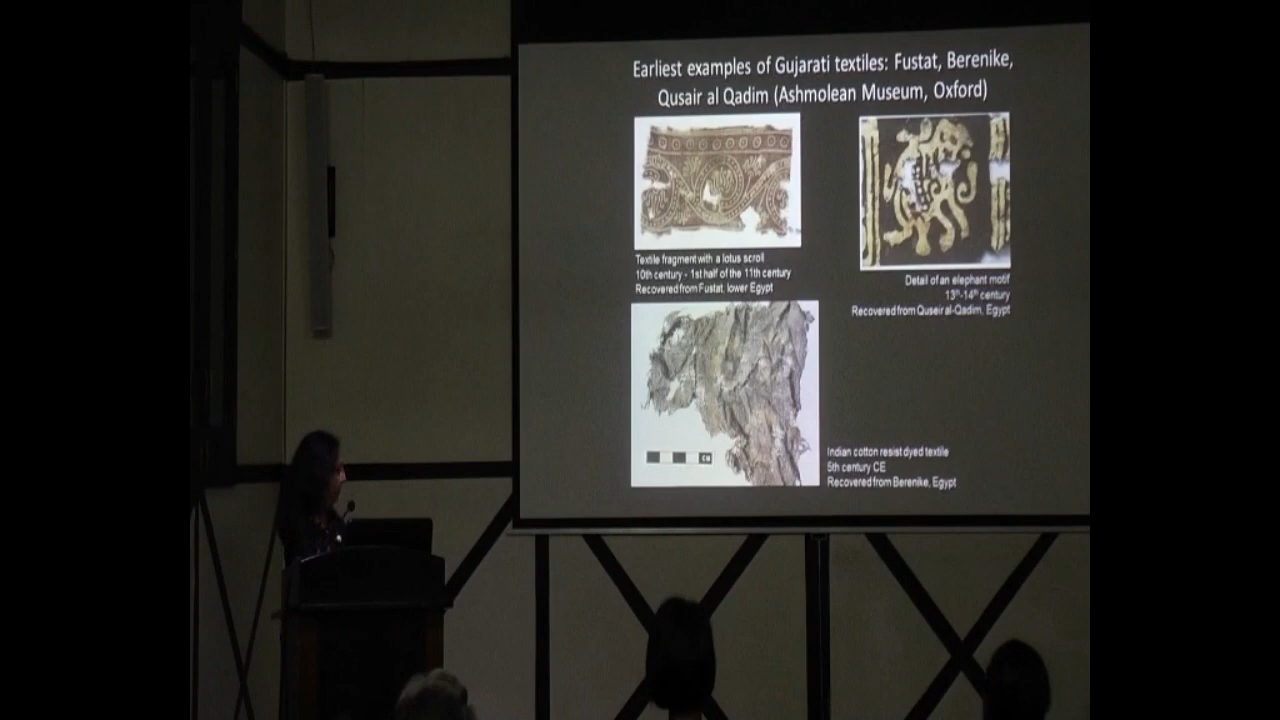 Earliest examples of Gujarati textiles: Fustat, Berenike,
Qusair al Qadim (Ashmolean Museum, Oxford)
Textile fragment with a lotus scroll
10th century - 1st half of the 11th century
Recovered from Fustat, lower Egypt
Detail of an elephant motif
13th-14th century
Recovered from Quseir al-Qadim, Egypt
CM
Indian cotton resist dyed textile
5th century CE
Recovered from Berenike, Egypt